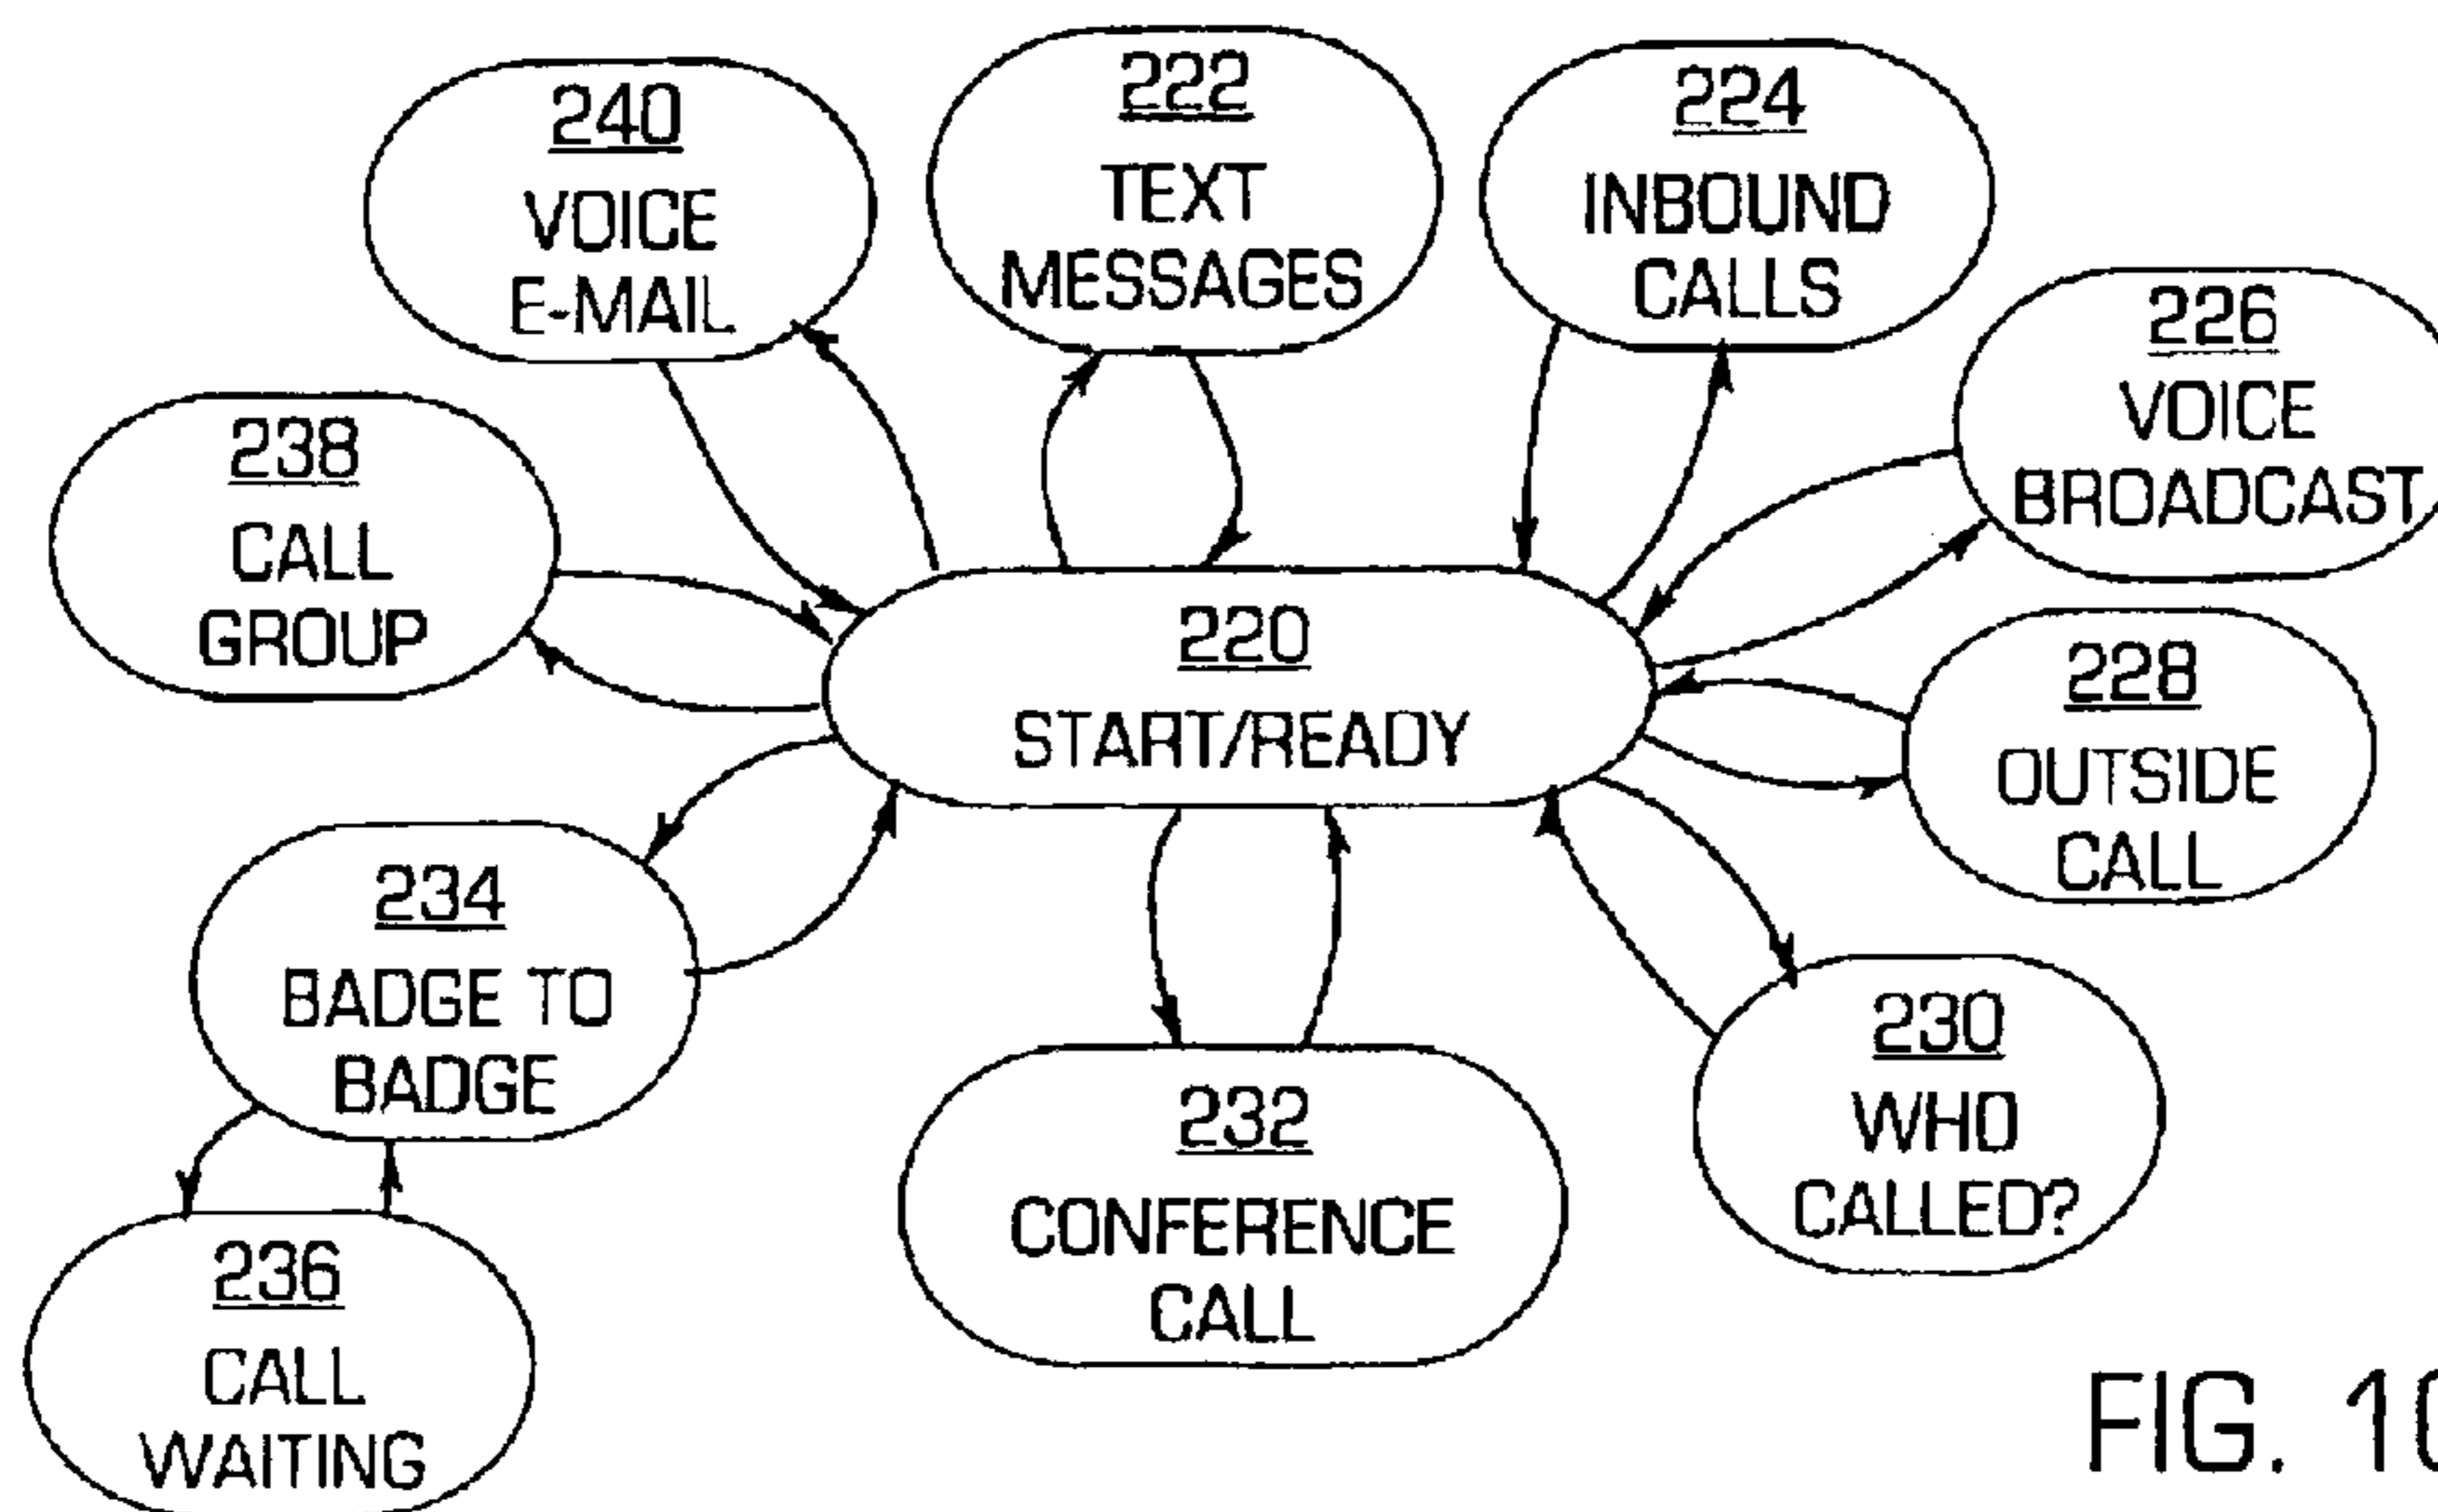 240
VOICE
E-MAIL
222
TEXT
MESSAGES
224
INBOUND
CALLS
226
VOICE
BROADCAST
238
CALL
GROUP
220
START/READY
228
OUTSIDE
CALL
234
BADGE TO
BADGE
230
WHO
CALLED?
232
CONFERENCE
CALL
236
CALL
WAITING
FIG. 10